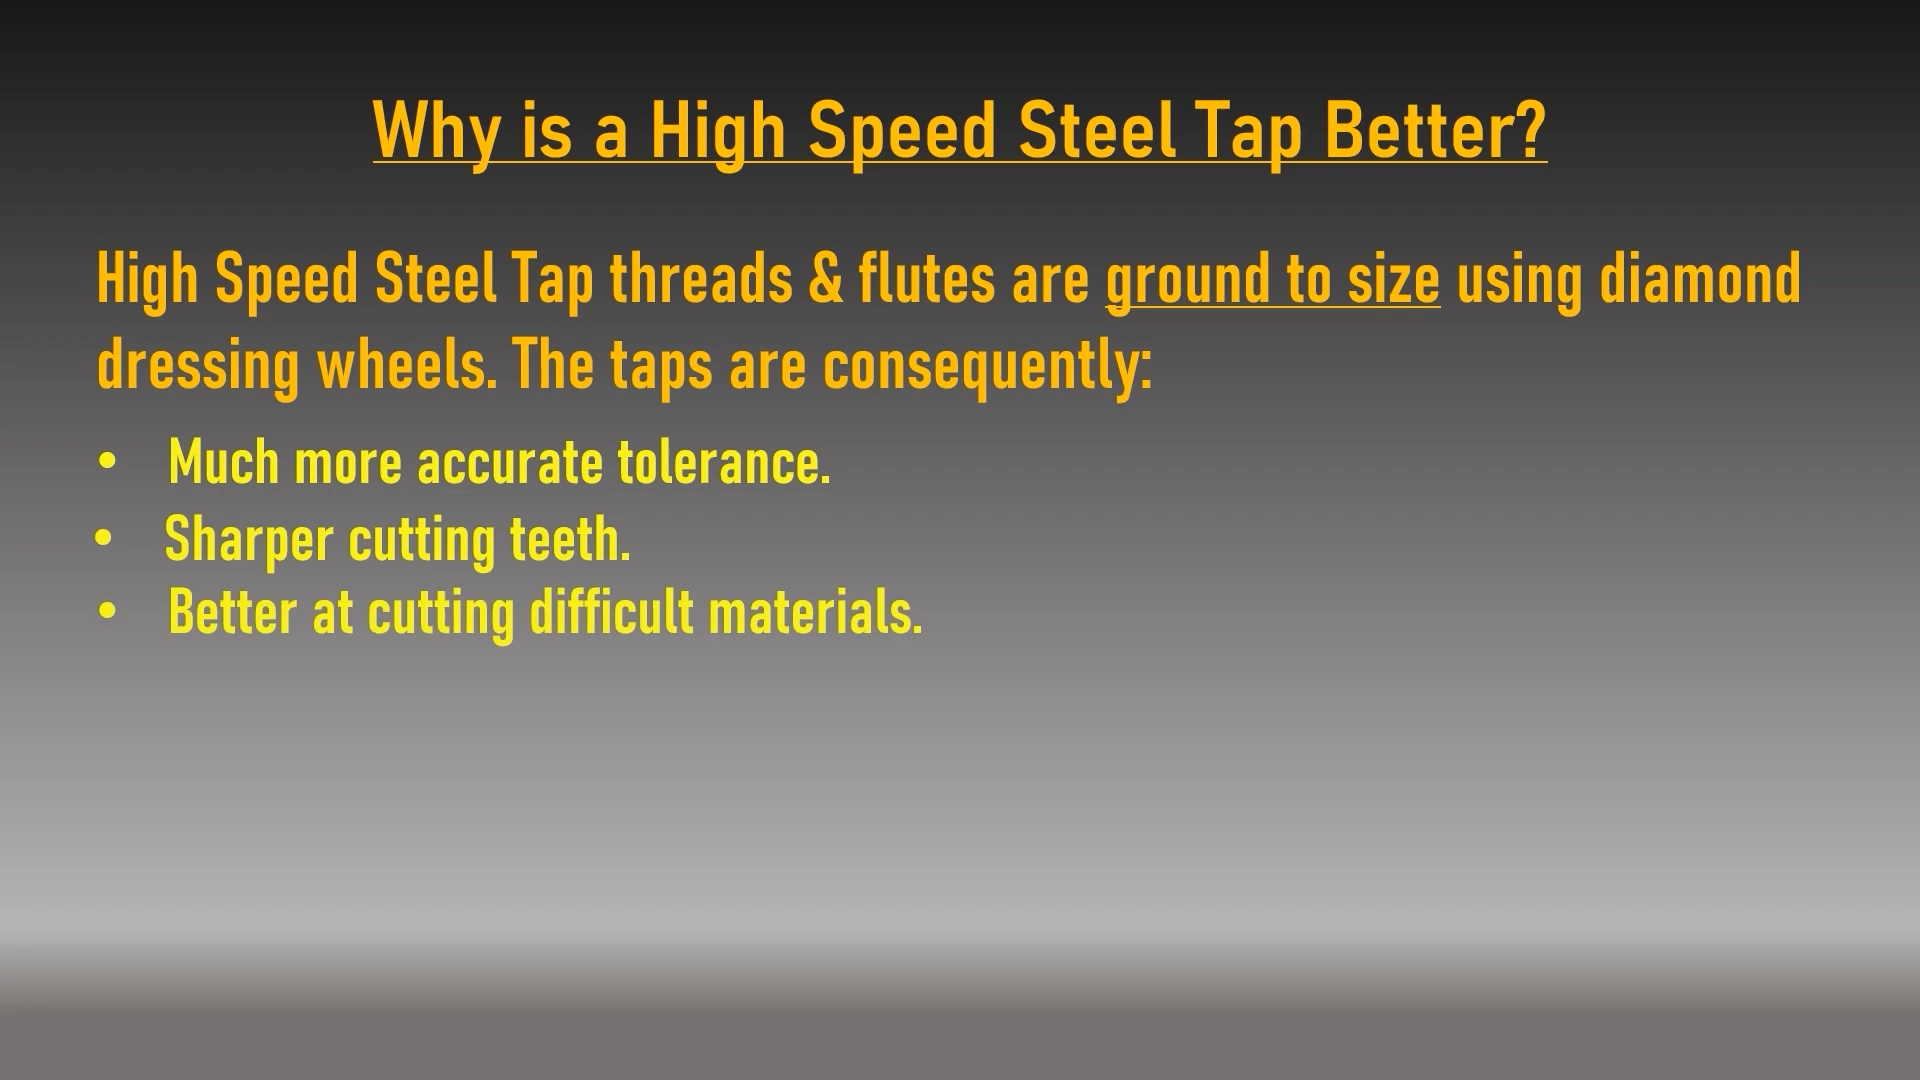 Why is a High Speed Steel Tap Better?
High Speed Steel Tap threads & flutes are ground to size using diamond
dressing wheels. The taps are consequently:
• Much more accurate tolerance.
• Sharper cutting teeth.
• Better at cutting difficult materials.